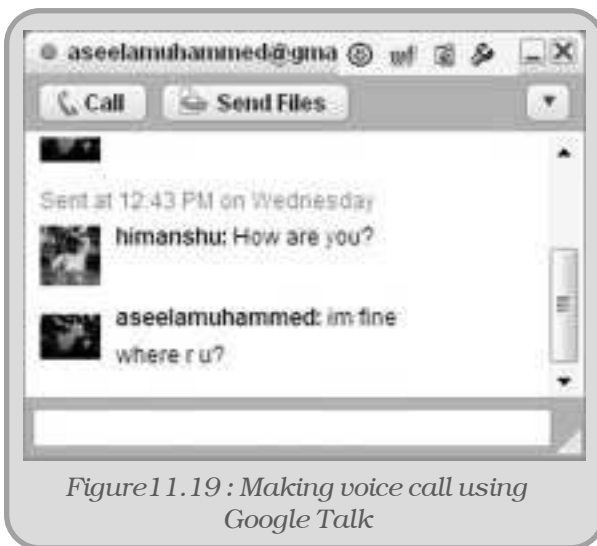 aseelamuhammed@gma
Call Send Files
Sent at 12:43 PM on Wednesday
himanshu: How are you?
aseelamuhammed: im fine
where r u?
Figure11.19 : Making voice call using
Google Talk